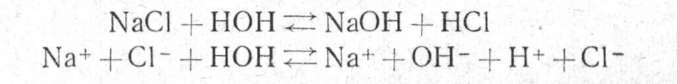 NaCl + HOH ⇄ NaOH + HCl
Na⁺ + Cl⁻ + HOH ⇄ Na⁺ + OH⁻ + H⁺ + Cl⁻